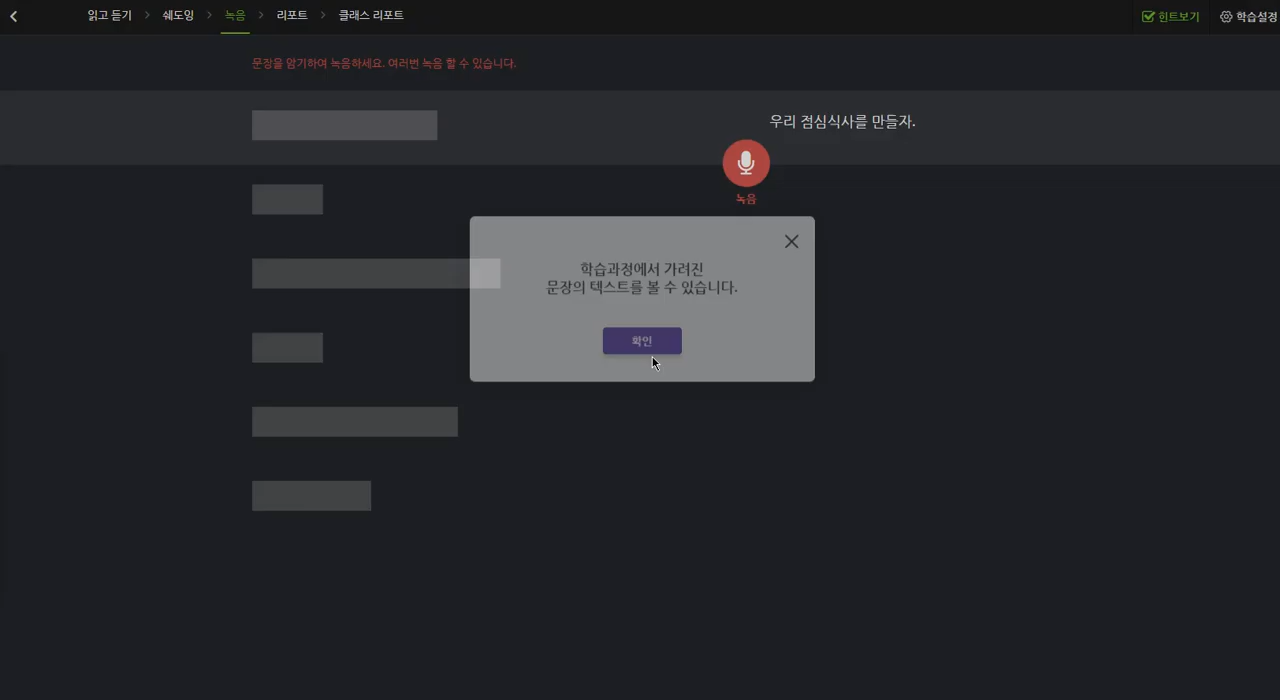 읽고 듣기
쉐도잉
녹음
리포트
클래스 리포트
힌트보기
학습설정
문장을 암기하여 녹음하세요. 여러번 녹음 할 수 있습니다.
우리 점심식사를 만들자.
녹음
학습과정에서 가려진
문장의 텍스트를 볼 수 있습니다.
확인